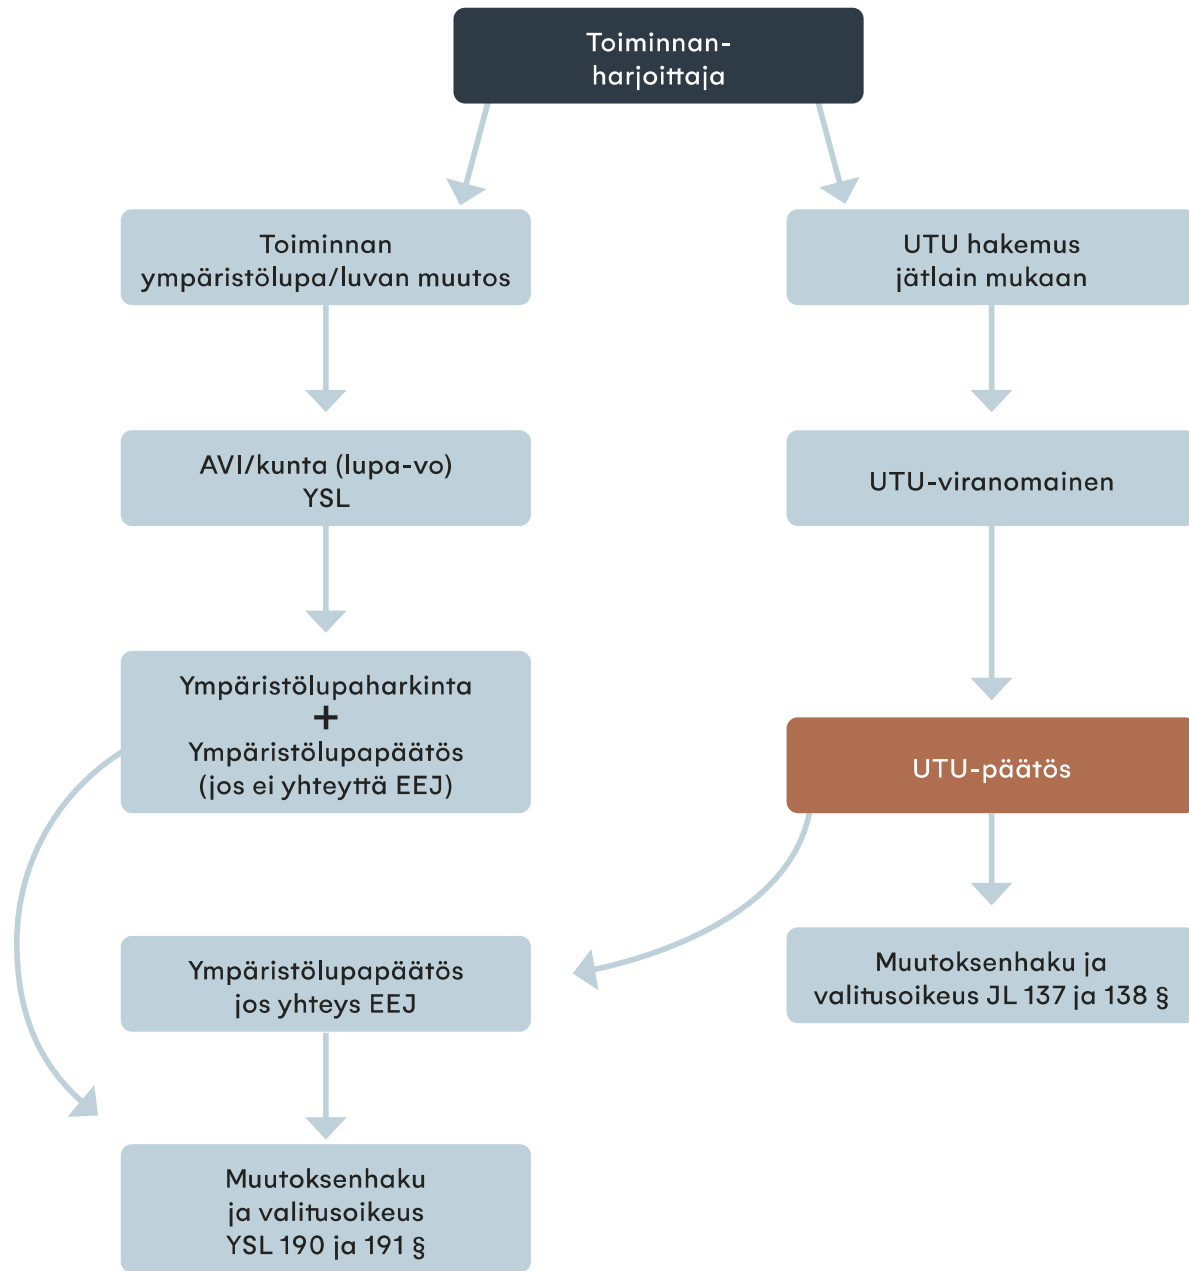 Toiminnan-
harjoittaja
Toiminnan
ympäristölupa/luvan muutos
UTU hakemus
jätlain mukaan
AVI/kunta (lupa-vo)
YSL
UTU-viranomainen
Ympäristölupaharkinta
+
Ympäristölupapäätös
(jos ei yhteyttä EEJ)
UTU-päätös
Ympäristölupapäätös
jos yhteys EEJ
Muutoksenhaku ja
valitusoikeus JL 137 ja 138 §
Muutoksenhaku
ja valitusoikeus
YSL 190 ja 191 §